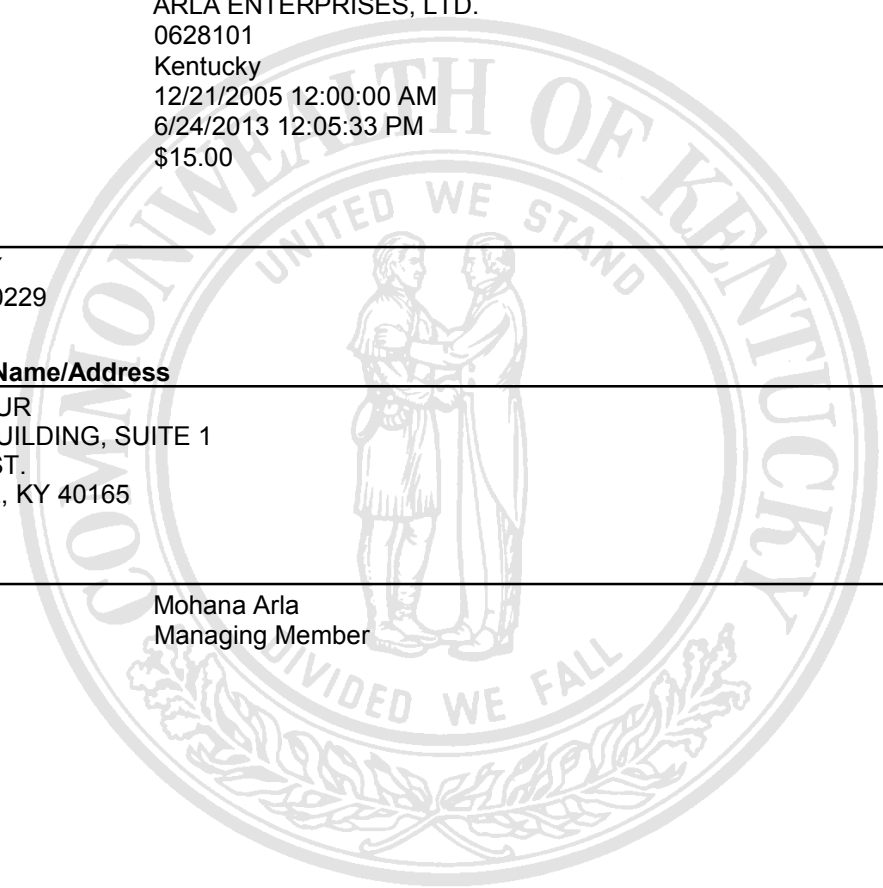 ARLA ENTERPRISES, LTD.
0628101
Kentucky
12/21/2005 12:00:00 AM
6/24/2013 12:05:33 PM
$15.00
0229
Name/Address
UR
UILDING, SUITE 1
ST.
, KY 40165
Mohana Arla
Managing Member
COMMONWEALTH OF KENTUCKY
UNITED WE STAND
DIVIDED WE FALL